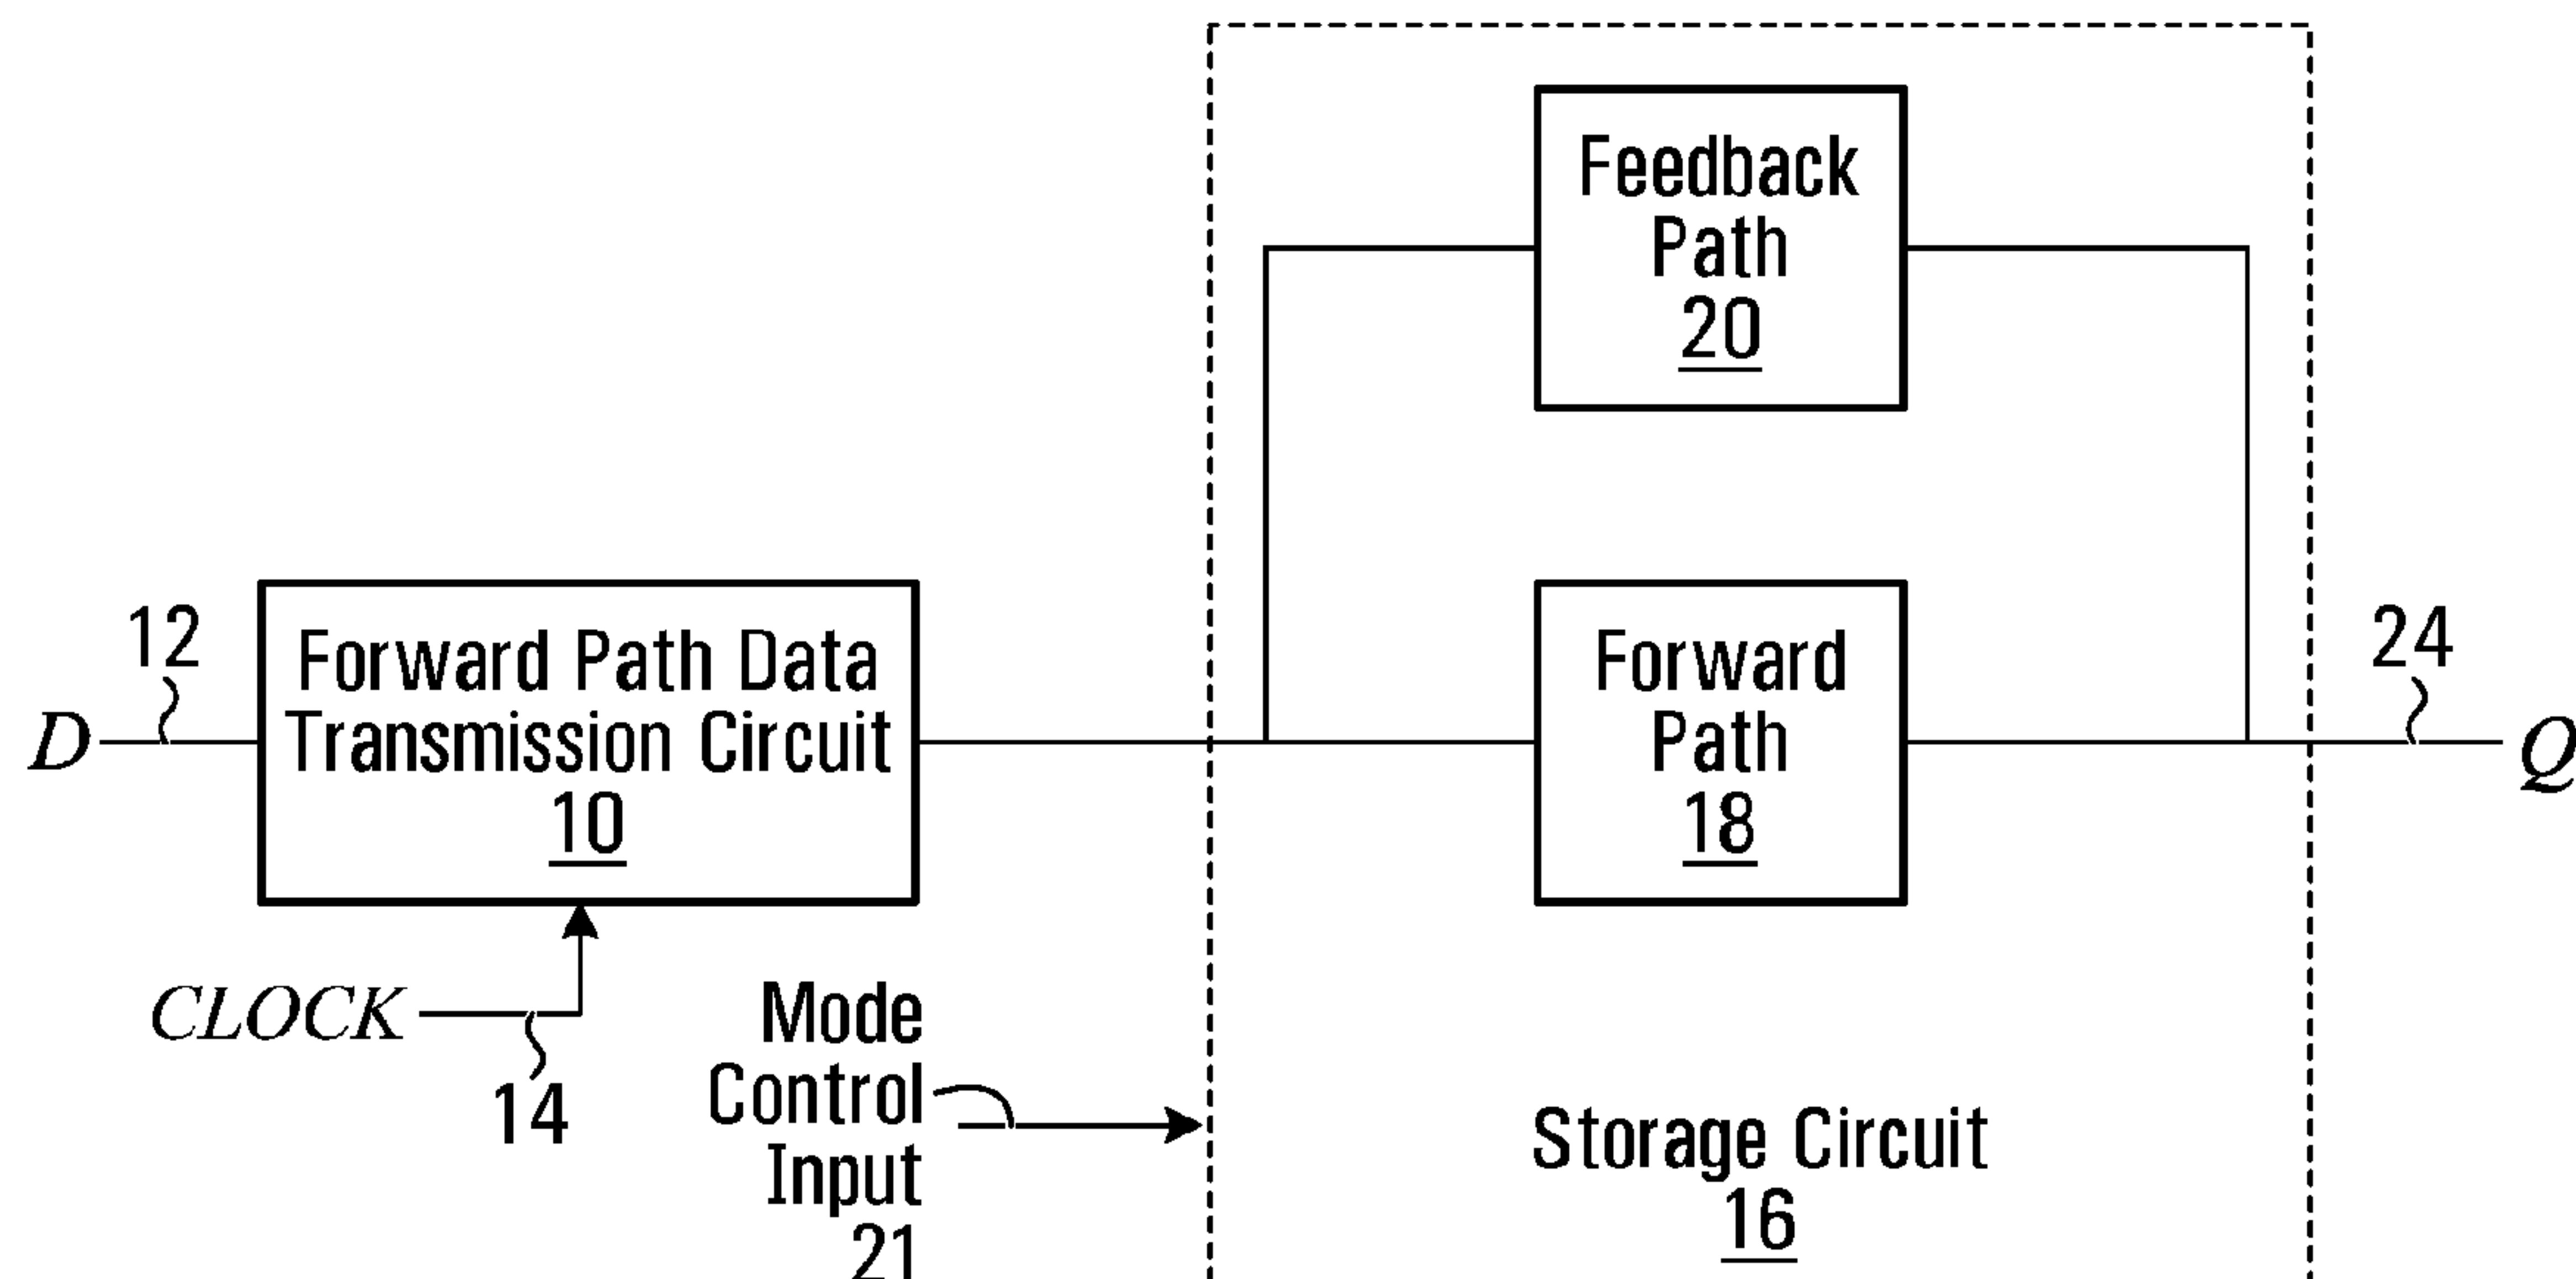 Feedback
Path
20
12
D
Forward Path Data
Transmission Circuit
10
Forward
Path
18
24
Q
CLOCK
14
Mode
Control
Input
21
Storage Circuit
16